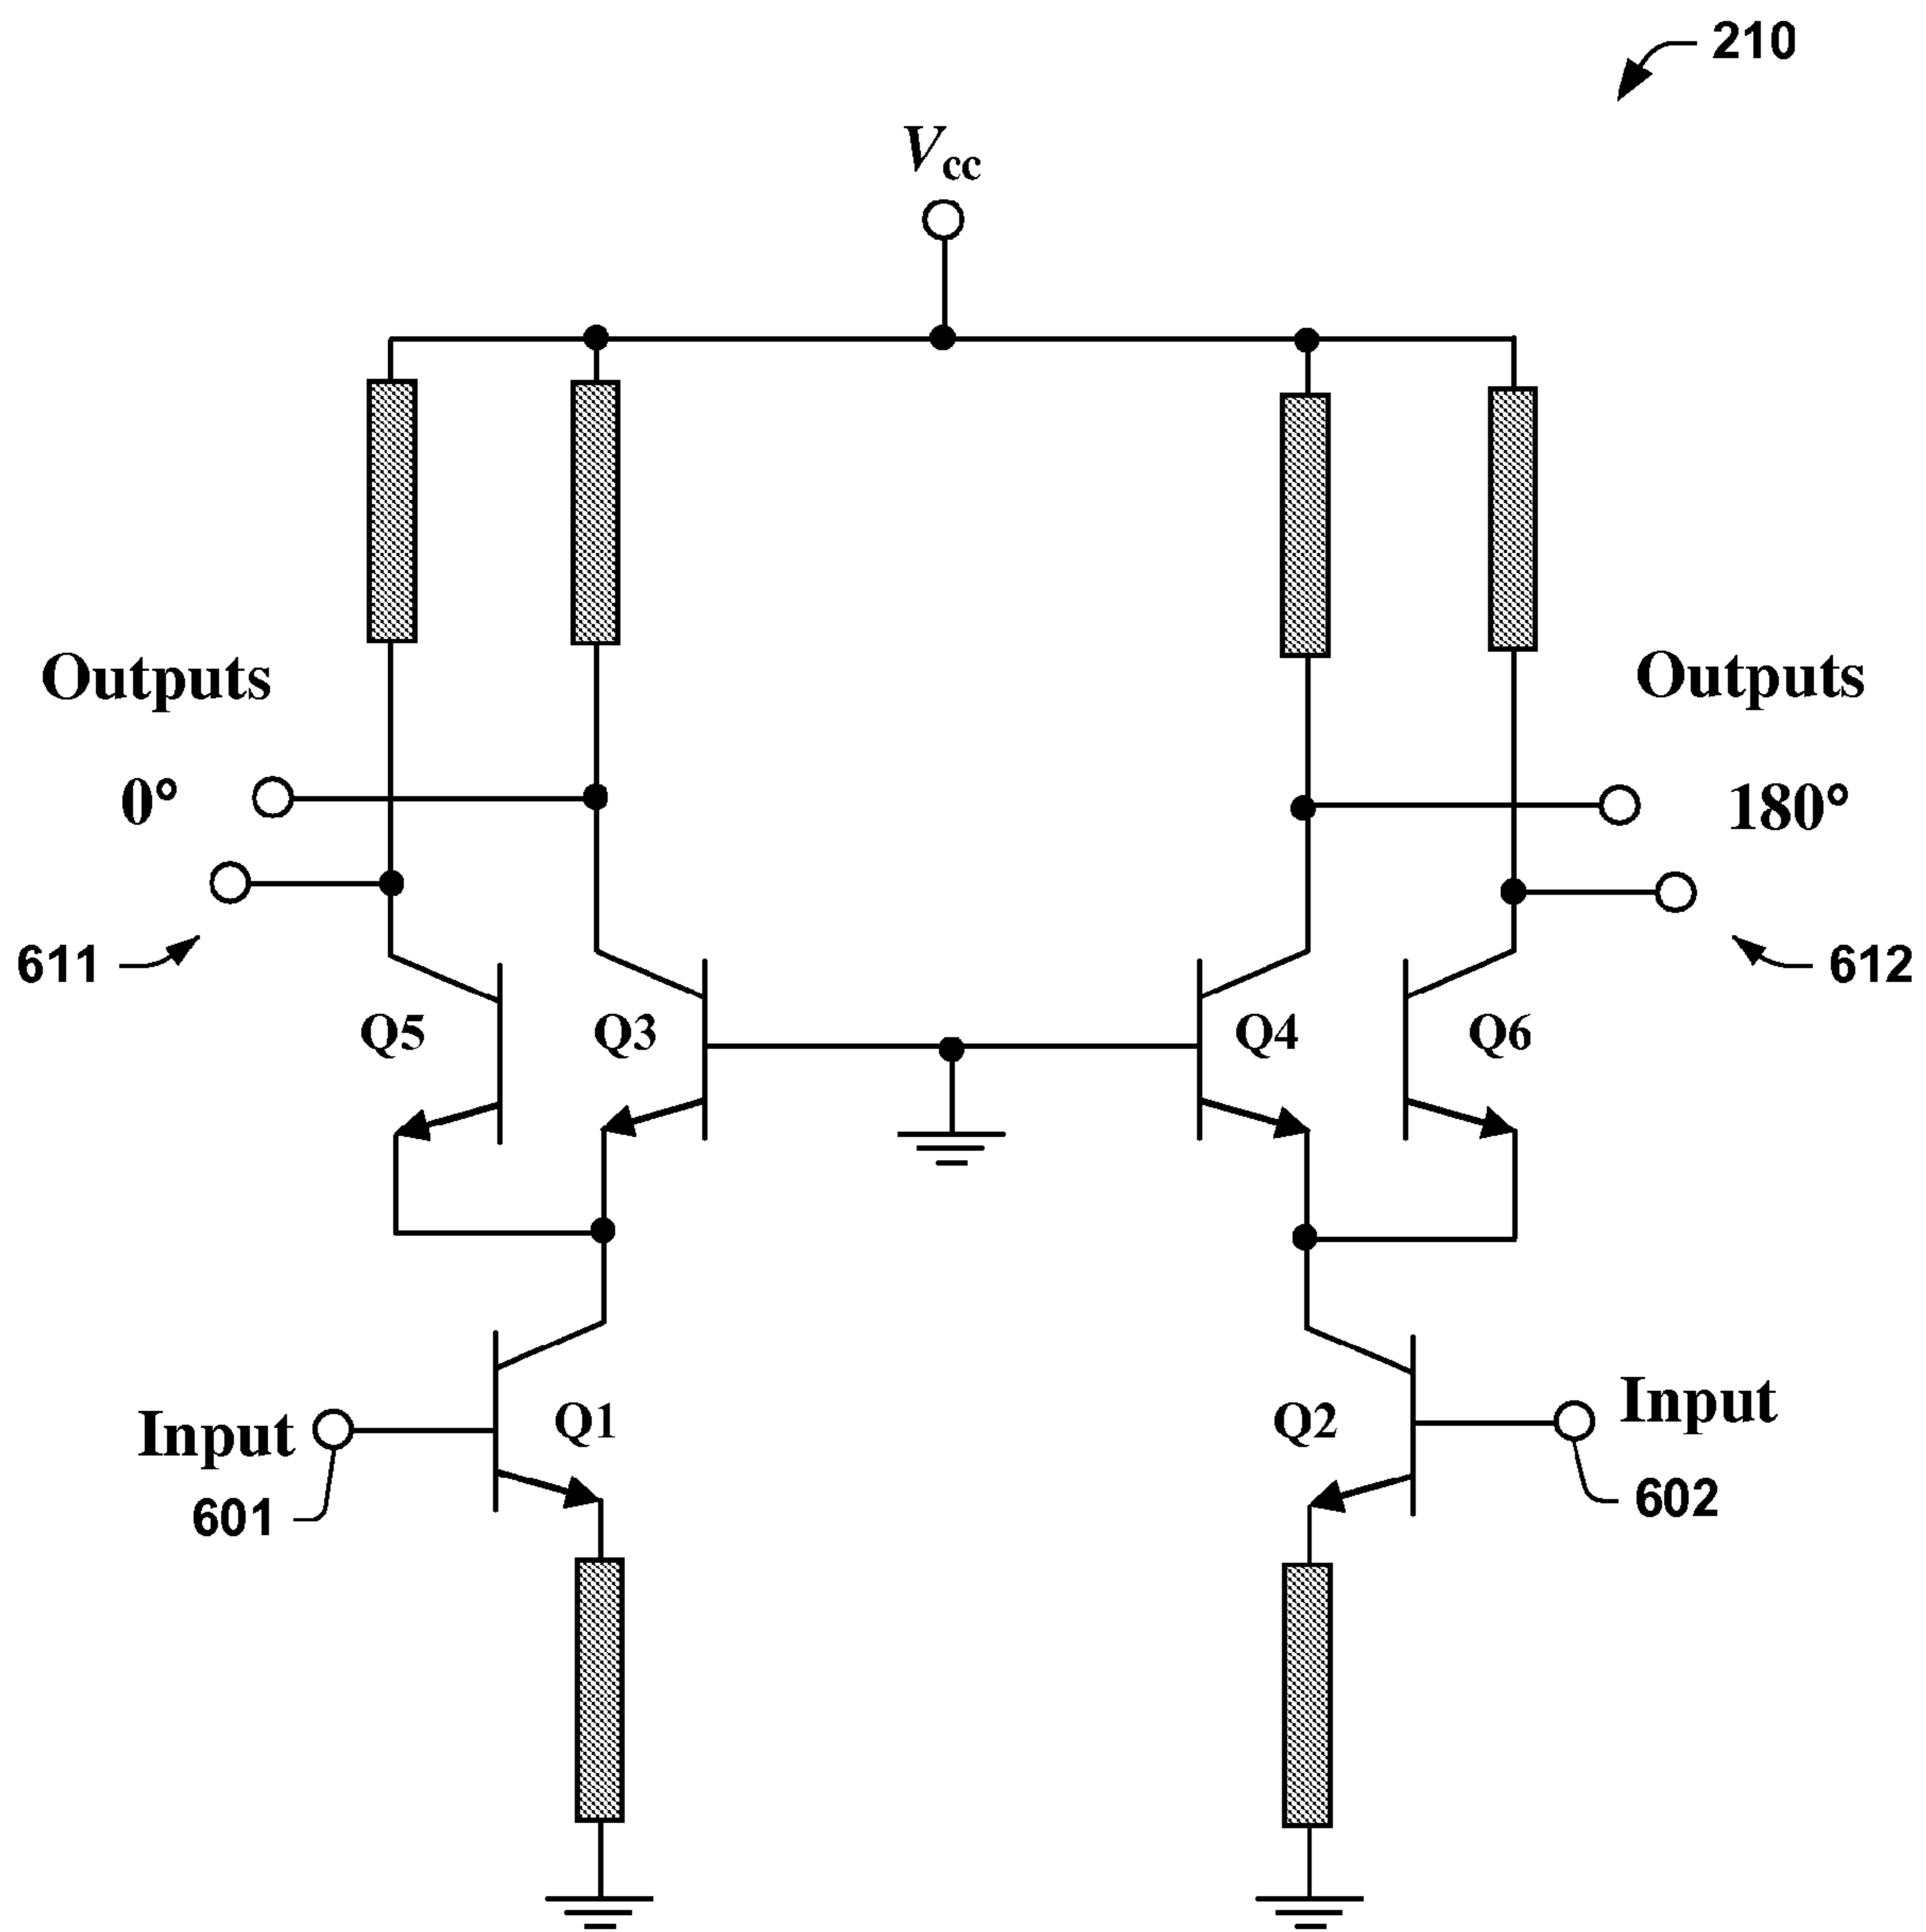 210
Vcc
Outputs
Outputs
0°
180°
611
612
Q5
Q3
Q4
Q6
Input
Q1
Q2
Input
601
602